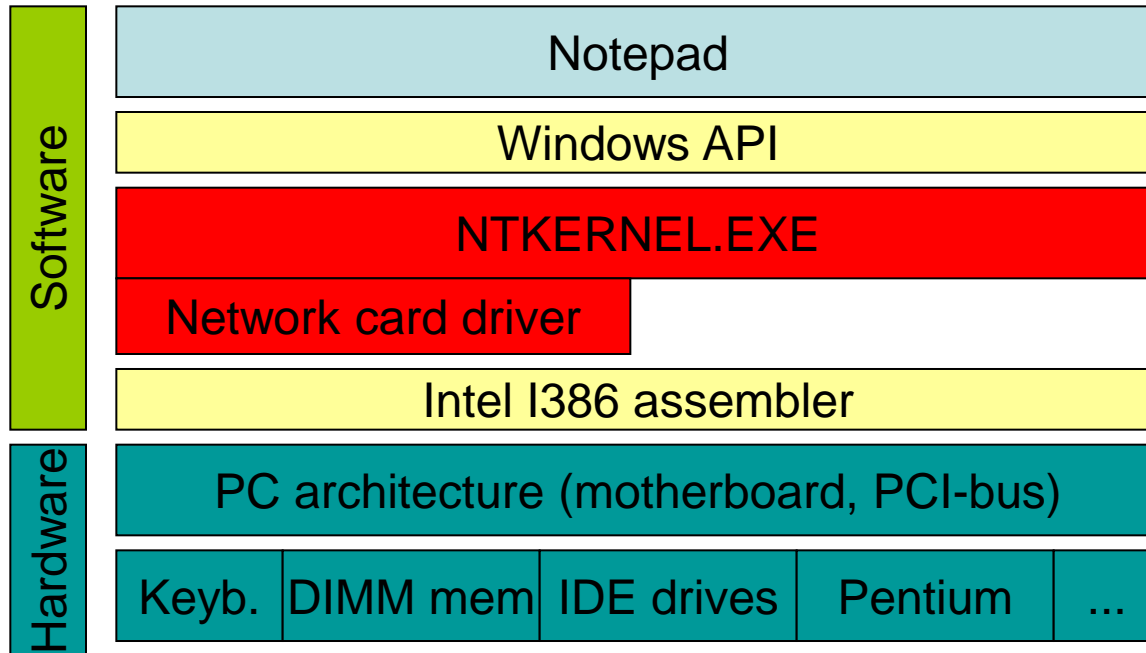 Software
Notepad
Windows API
NTKERNEL.EXE
Network card driver
Intel I386 assembler
Hardware
PC architecture (motherboard, PCI-bus)
Keyb. DIMM mem IDE drives Pentium ...